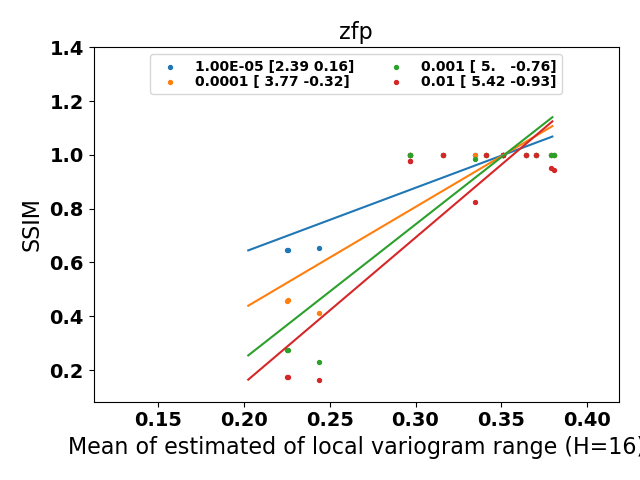 zfp
1.00E-05 [2.39 0.16]
0.0001 [ 3.77 -0.32]
0.001 [ 5.   -0.76]
0.01 [ 5.42 -0.93]
1.4
1.2
1.0
0.8
0.6
0.4
0.2
SSIM
0.15 0.20 0.25 0.30 0.35 0.40
Mean of estimated of local variogram range (H=16)